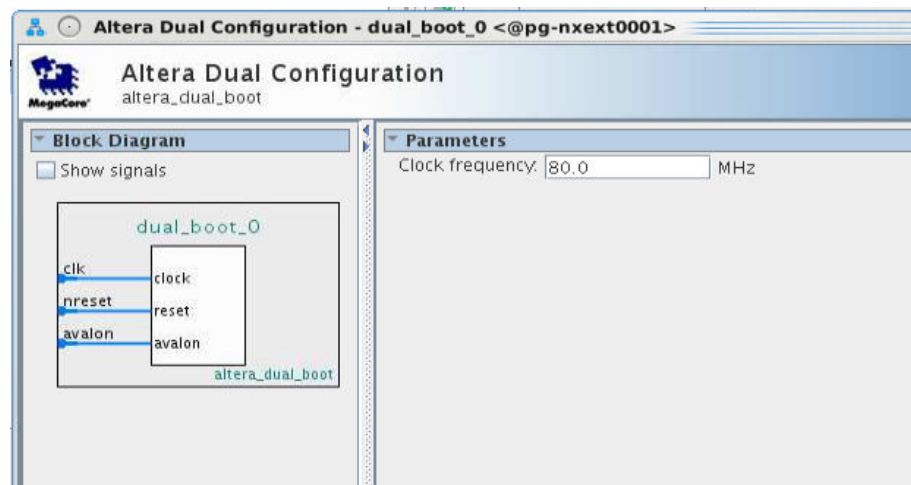 Altera Dual Configuration - dual_boot_0 <@pg-nxext0001>
MegaCore®
Altera Dual Configuration
altera_dual_boot
Block Diagram
Show signals
dual_boot_0
clk
clock
nreset
reset
avalon
avalon
altera_dual_boot
Parameters
Clock frequency: 80.0 MHz